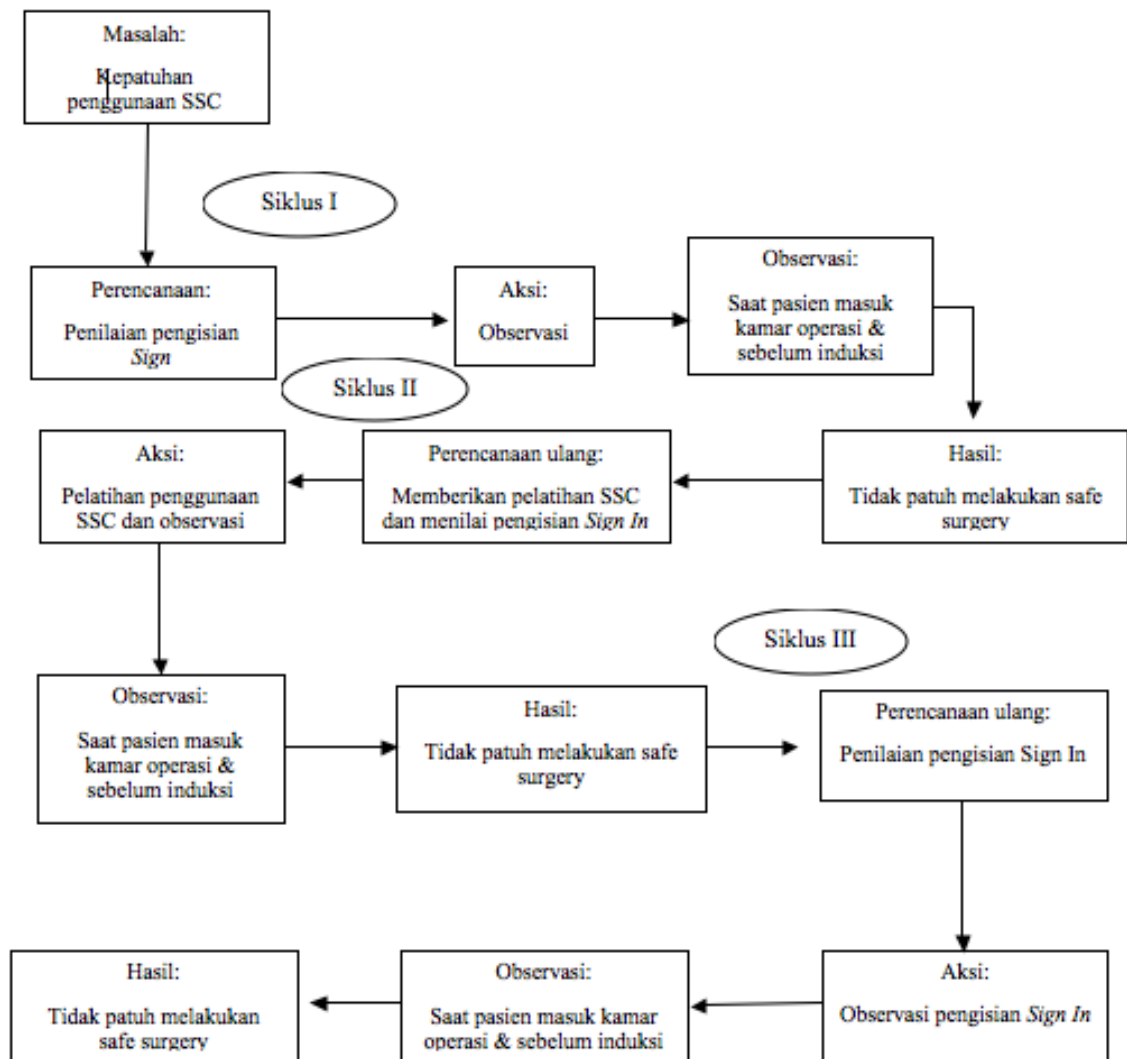 Masalah:
Kepatuhan
penggunaan SSC
Siklus I
Perencanaan:
Penilaian pengisian
Sign
Aksi:
Observasi
Observasi:
Saat pasien masuk
kamar operasi &
sebelum induksi
Siklus II
Hasil:
Tidak patuh melakukan safe
surgery
Perencanaan ulang:
Memberikan pelatihan SSC
dan menilai pengisian Sign In
Aksi:
Pelatihan penggunaan
SSC dan observasi
Observasi:
Saat pasien masuk
kamar operasi &
sebelum induksi
Hasil:
Tidak patuh melakukan safe
surgery
Siklus III
Perencanaan ulang:
Penilaian pengisian Sign In
Aksi:
Observasi pengisian Sign In
Observasi:
Saat pasien masuk kamar
operasi & sebelum induksi
Hasil:
Tidak patuh melakukan
safe surgery